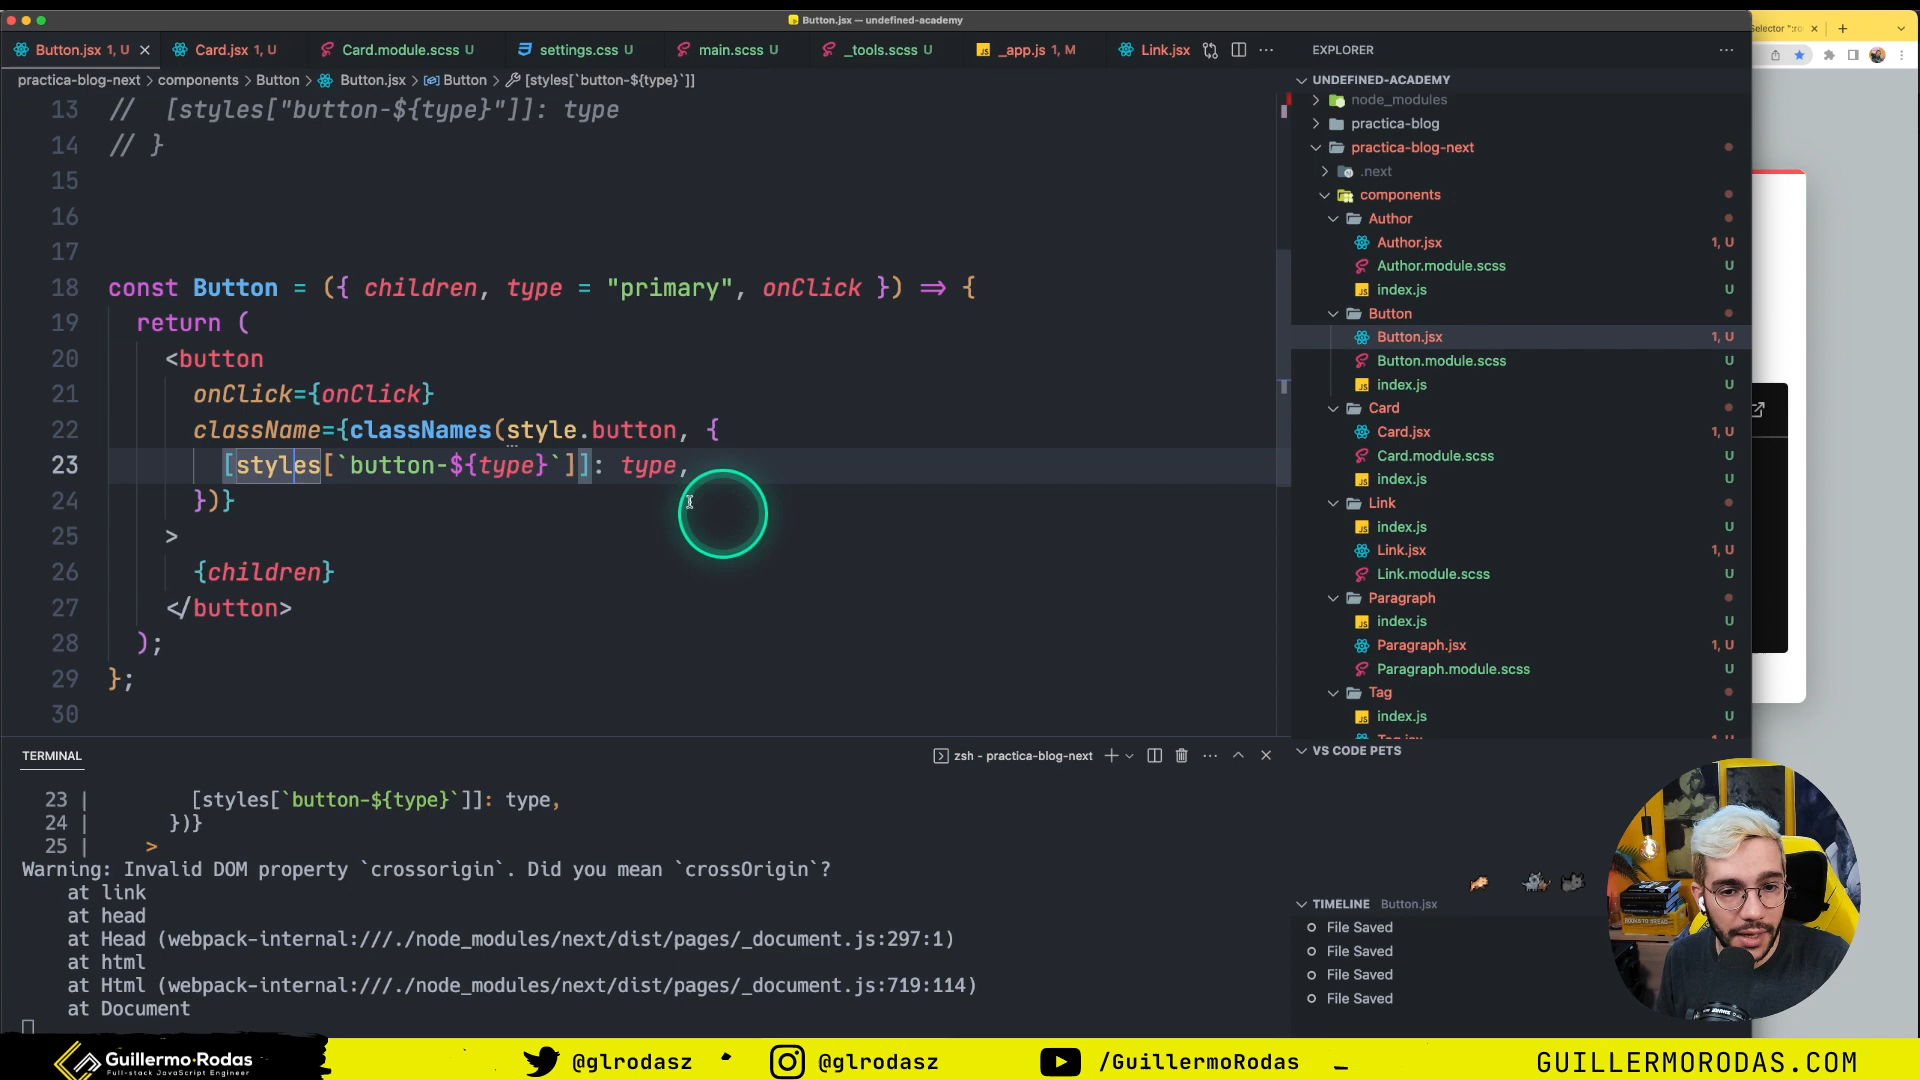 Button.jsx — undefined-academy
Button.jsx 1, U
Card.jsx 1, U
Card.module.scss U
settings.css U
main.scss U
_tools.scss U
_app.js 1, M
Link.jsx
practica-blog-next > components > Button > Button.jsx > Button > [styles[`button-${type}`]]
13 //  [styles["button-${type}"]]: type
14 // }
15
16
17
18 const Button = ({ children, type = "primary", onClick }) => {
19 return (
20 <button
21 onClick={onClick}
22 className={classNames(style.button, {
23 [styles[`button-${type}`]]: type,
24 })}
25 >
26 {children}
27 </button>
28 );
29 };
30
TERMINAL
zsh - practica-blog-next
23 | [styles[`button-${type}`]]: type,
24 | })}
25 | >
Warning: Invalid DOM property `crossorigin`. Did you mean `crossOrigin`?
at link
at head
at Head (webpack-internal:///./node_modules/next/dist/pages/_document.js:297:1)
at html
at Html (webpack-internal:///./node_modules/next/dist/pages/_document.js:719:114)
at Document
EXPLORER
UNDEFINED-ACADEMY
node_modules
practica-blog
practica-blog-next
.next
components
Author
Author.jsx 1, U
Author.module.scss U
index.js U
Button
Button.jsx 1, U
Button.module.scss U
index.js U
Card
Card.jsx 1, U
Card.module.scss U
index.js U
Link
index.js U
Link.jsx 1, U
Link.module.scss U
Paragraph
index.js U
Paragraph.jsx 1, U
Paragraph.module.scss U
Tag
index.js U
VS CODE PETS
TIMELINE Button.jsx
File Saved
File Saved
File Saved
File Saved
Guillermo·Rodas
Full-stack JavaScript Engineer
@glrodasz
@glrodasz
/GuillermoRodas
GUILLERMORODAS.COM